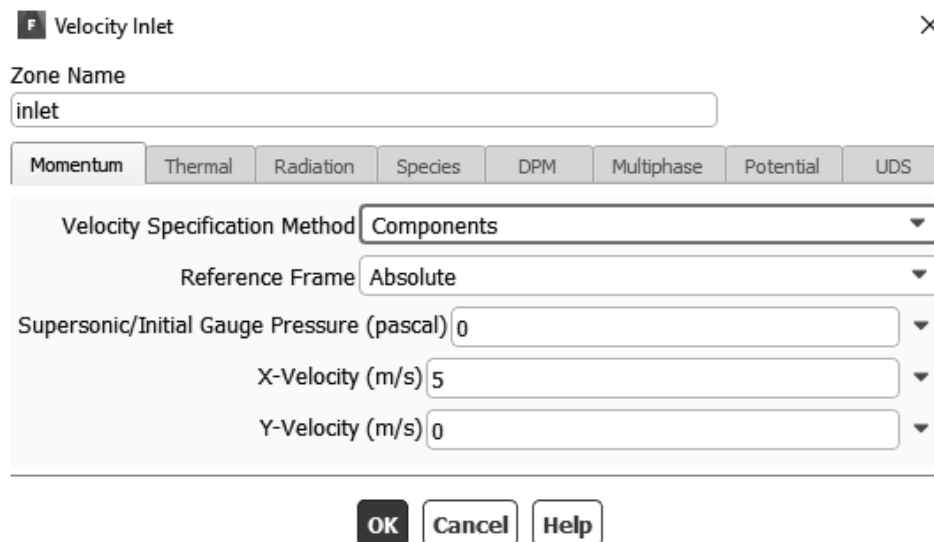 F Velocity Inlet
Zone Name
inlet
Momentum Thermal Radiation Species DPM Multiphase Potential UDS
Velocity Specification Method Components
Reference Frame Absolute
Supersonic/Initial Gauge Pressure (pascal) 0
X-Velocity (m/s) 5
Y-Velocity (m/s) 0
OK Cancel Help